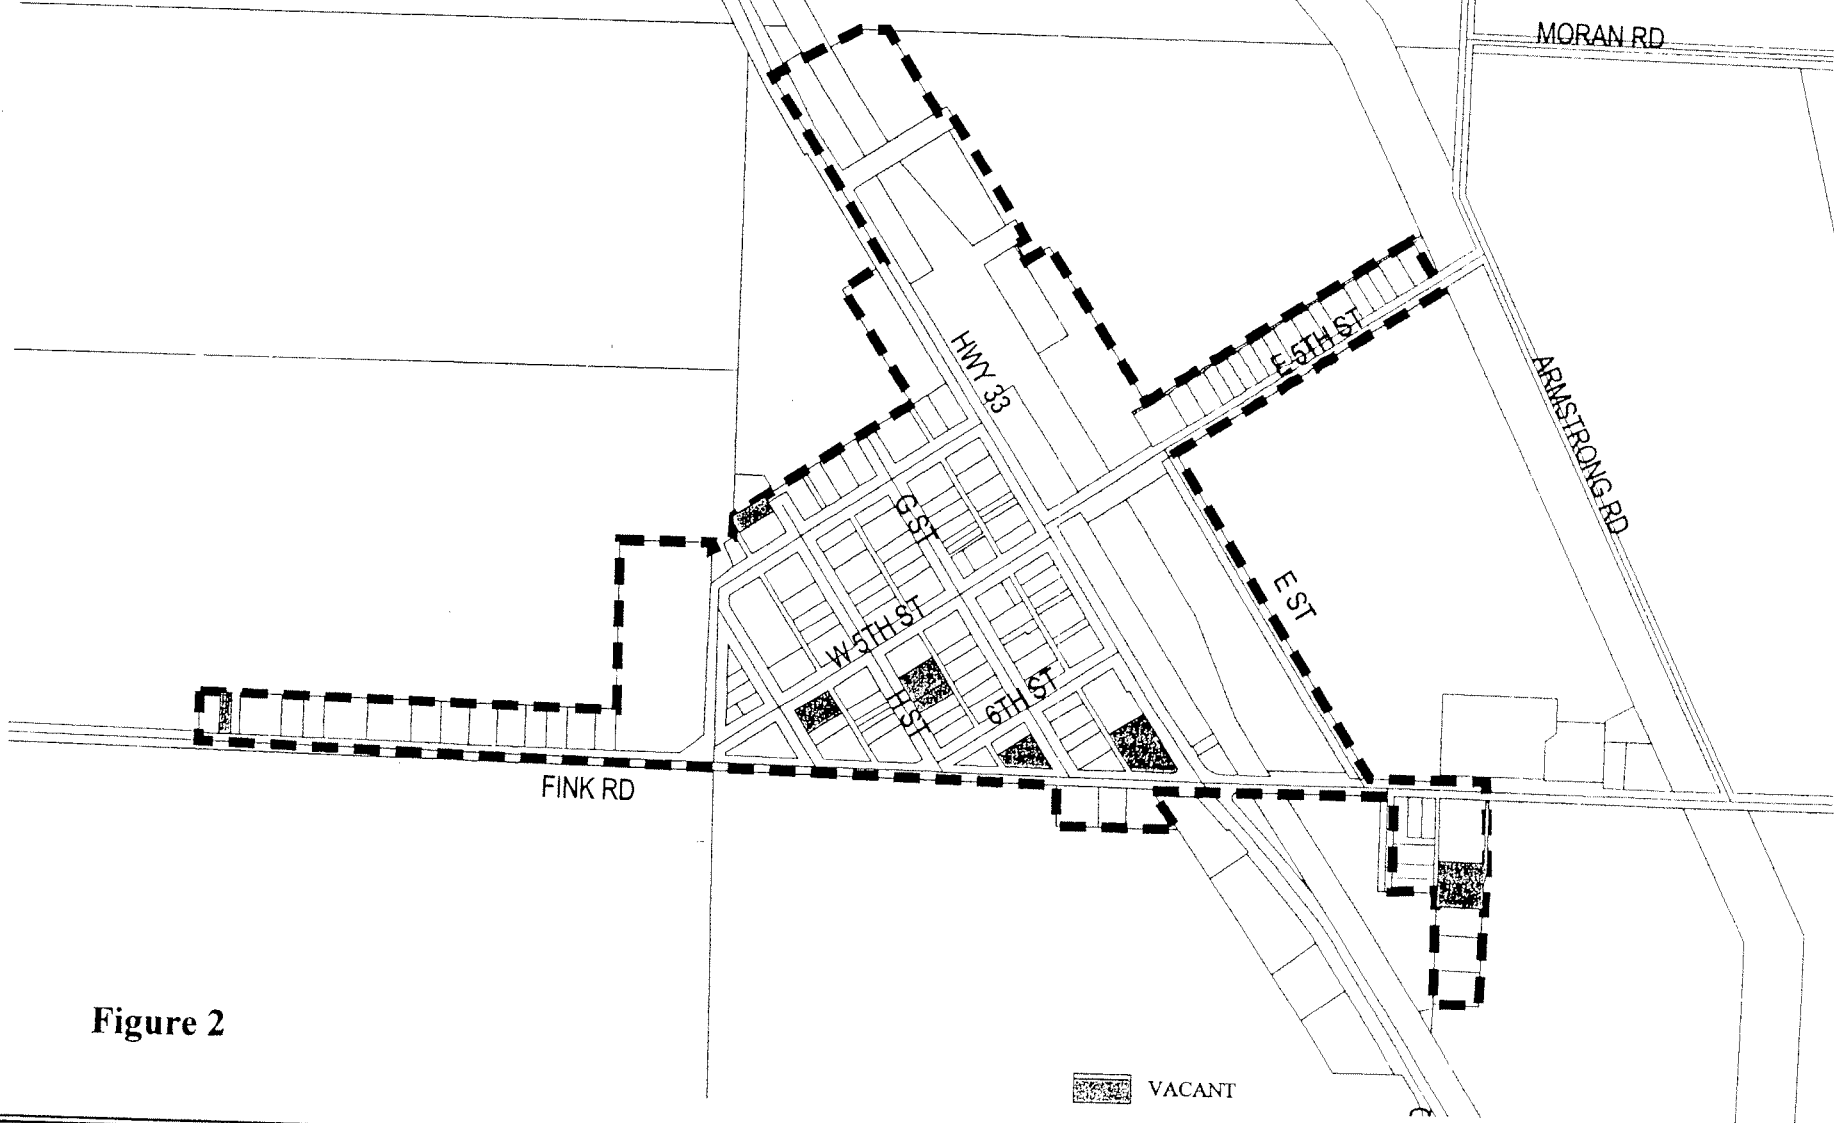 MORAN RD
HWY 33
E 5TH ST
ARMSTRONG RD
G ST
E ST
W 5TH ST
H ST
6TH ST
FINK RD
Figure 2
VACANT